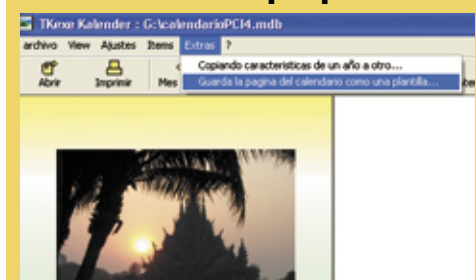 TKexe Kalender : G:\calendarioPCI4.mdb
archivo View Ajustes Items Extras ?
Copiando caracteristicas de un año a otro...
Guarda la pagina del calendario como una plantilla...
Abrir Imprimir Mes